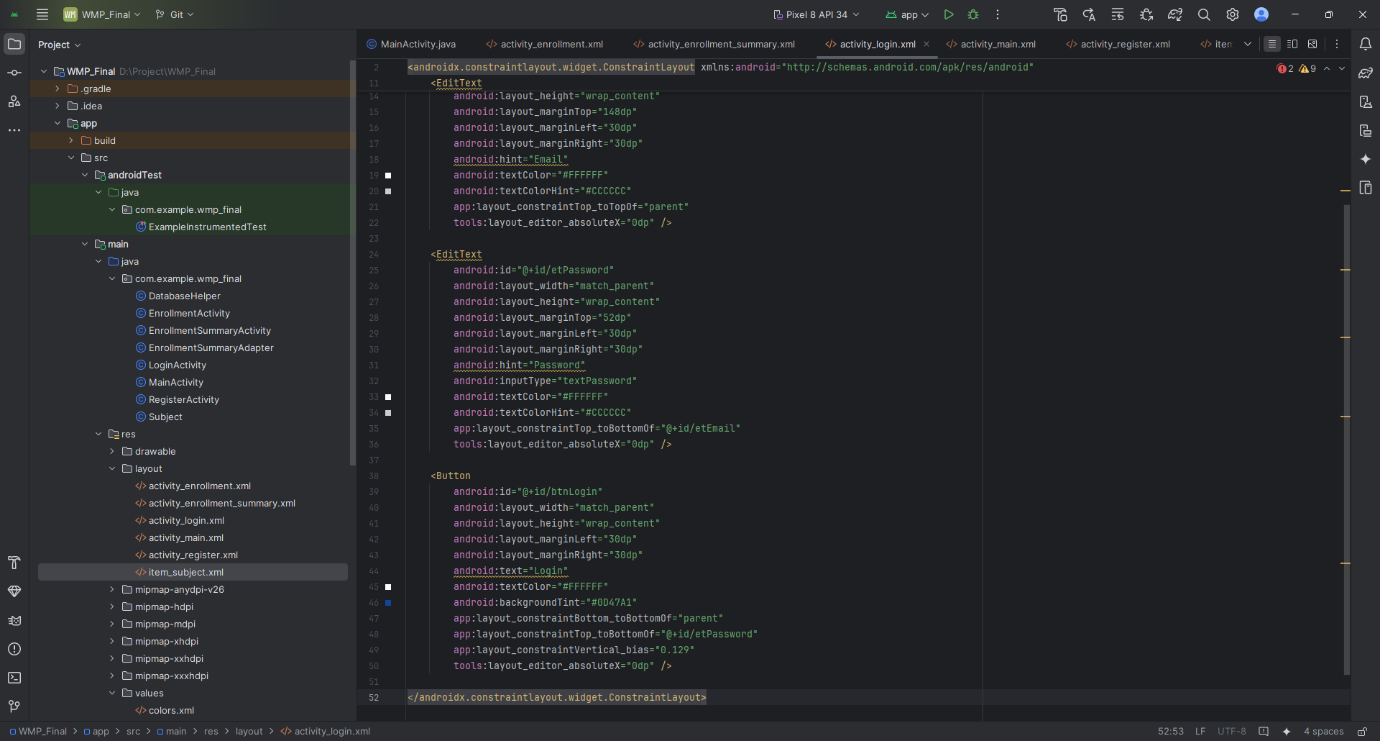 WM WMP_Final Git Pixel 8 API 34 app
Project
MainActivity.java activity_enrollment.xml activity_enrollment_summary.xml activity_login.xml activity_main.xml activity_register.xml
WMP_Final D:\Project\WMP_Final
.gradle
.idea
app
build
src
androidTest
java
com.example.wmp_final
ExampleInstrumentedTest
main
java
com.example.wmp_final
DatabaseHelper
EnrollmentActivity
EnrollmentSummaryActivity
EnrollmentSummaryAdapter
LoginActivity
MainActivity
RegisterActivity
Subject
res
drawable
layout
activity_enrollment.xml
activity_enrollment_summary.xml
activity_login.xml
activity_main.xml
activity_register.xml
item_subject.xml
mipmap-anydpi-v26
mipmap-hdpi
mipmap-mdpi
mipmap-xhdpi
mipmap-xxhdpi
mipmap-xxxhdpi
values
colors.xml
2 <androidx.constraintlayout.widget.ConstraintLayout xmlns:android="http://schemas.android.com/apk/res/android"
2 9
11 <EditText
14 android:layout_height="wrap_content"
15 android:layout_marginTop="148dp"
16 android:layout_marginLeft="30dp"
17 android:layout_marginRight="30dp"
18 android:hint="Email"
19 android:textColor="#FFFFFF"
20 android:textColorHint="#CCCCCC"
21 app:layout_constraintTop_toTopOf="parent"
22 tools:layout_editor_absoluteX="0dp" />
23
24 <EditText
25 android:id="@+id/etPassword"
26 android:layout_width="match_parent"
27 android:layout_height="wrap_content"
28 android:layout_marginTop="52dp"
29 android:layout_marginLeft="30dp"
30 android:layout_marginRight="30dp"
31 android:hint="Password"
32 android:inputType="textPassword"
33 android:textColor="#FFFFFF"
34 android:textColorHint="#CCCCCC"
35 app:layout_constraintTop_toBottomOf="@+id/etEmail"
36 tools:layout_editor_absoluteX="0dp" />
37
38 <Button
39 android:id="@+id/btnLogin"
40 android:layout_width="match_parent"
41 android:layout_height="wrap_content"
42 android:layout_marginLeft="30dp"
43 android:layout_marginRight="30dp"
44 android:text="Login"
45 android:textColor="#FFFFFF"
46 android:backgroundTint="#0D47A1"
47 app:layout_constraintBottom_toBottomOf="parent"
48 app:layout_constraintTop_toBottomOf="@+id/etPassword"
49 app:layout_constraintVertical_bias="0.129"
50 tools:layout_editor_absoluteX="0dp" />
51
52 </androidx.constraintlayout.widget.ConstraintLayout>
WMP_Final > app > src > main > res > layout > activity_login.xml 52:53 LF UTF-8 4 spaces